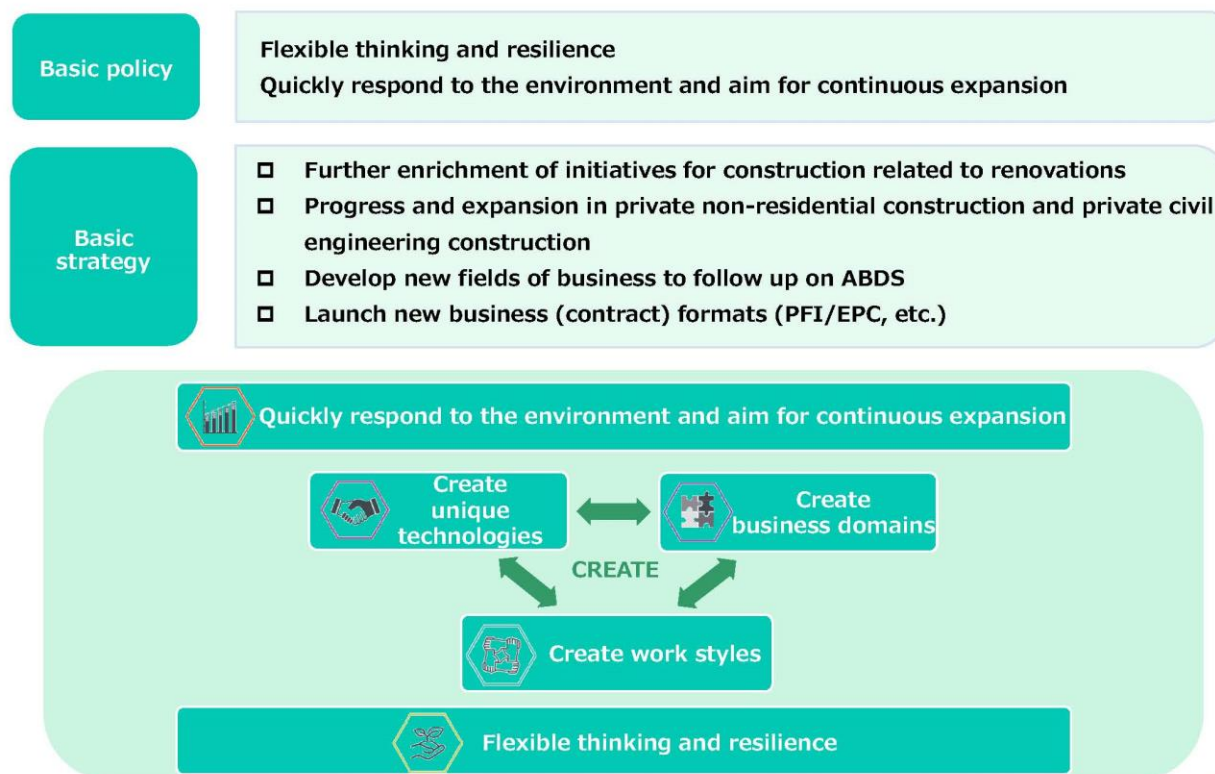 Basic policy
Flexible thinking and resilience
Quickly respond to the environment and aim for continuous expansion
Basic
strategy
Further enrichment of initiatives for construction related to renovations
Progress and expansion in private non-residential construction and private civil
engineering construction
Develop new fields of business to follow up on ABDS
Launch new business (contract) formats (PFI/EPC, etc.)
Quickly respond to the environment and aim for continuous expansion
Create
unique
technologies
Create
business domains
CREATE
Create work styles
Flexible thinking and resilience